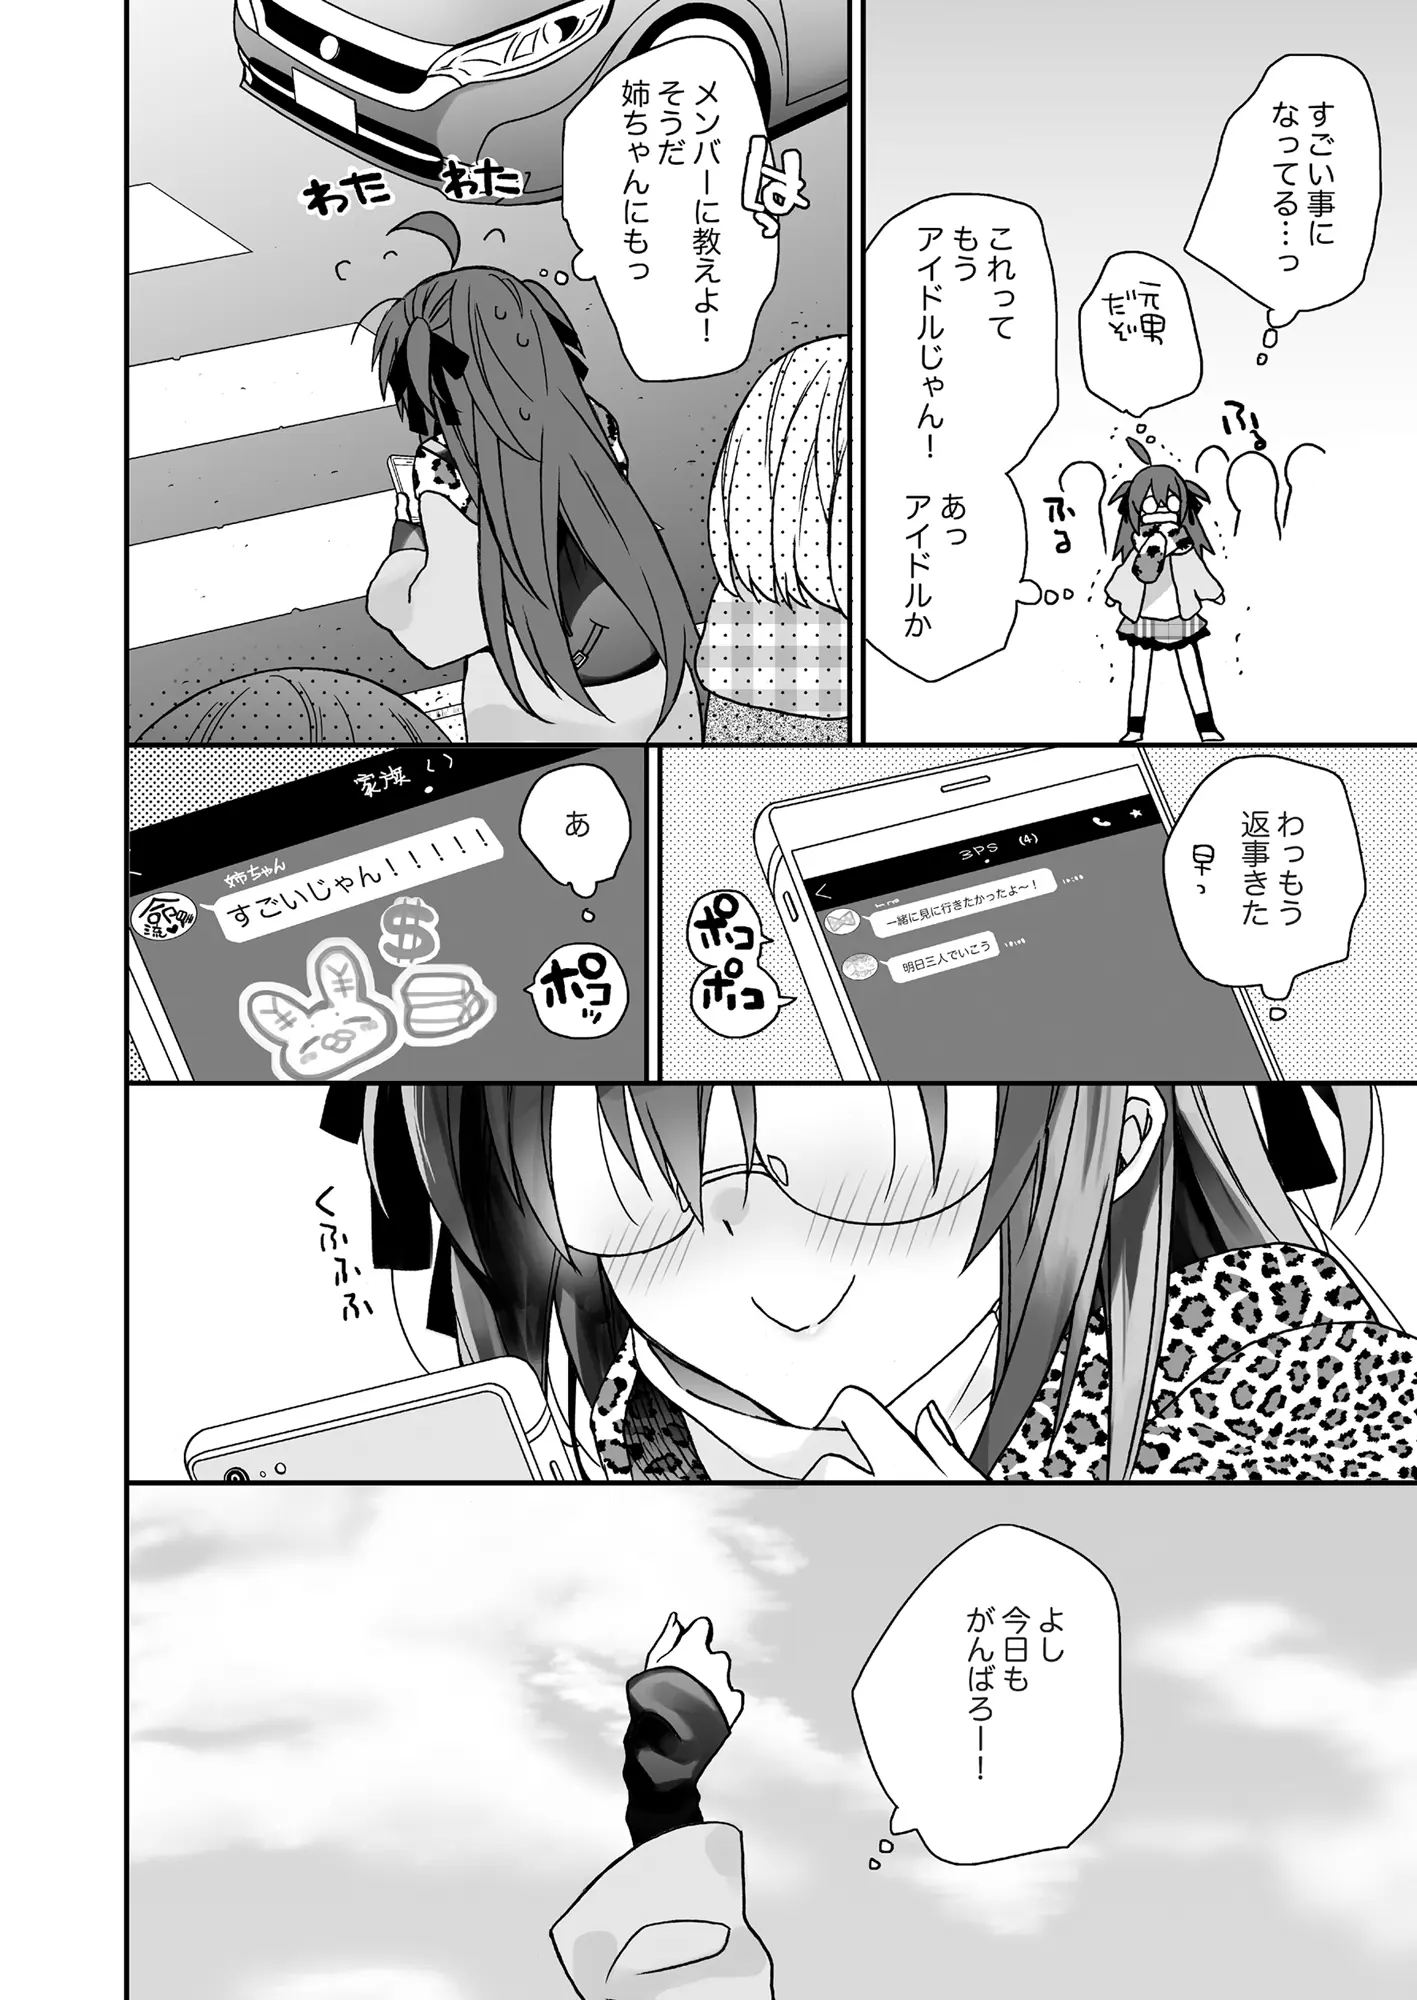 すごい事に
なってる…っ
元男
だぞ
ふる
ふる
これって
もう
アイドルじゃん！
あっ
アイドルか
メンバーに教えよ！
そうだ
姉ちゃんにもっ
はっ
わた
わた
わっもう
返事きた
早っ
3PS (4)
一緒に見に行きたかったよ〜！
明日三人でいこう
ポコ
ポコ
あ
家族
姉ちゃん
すごいじゃん！！！！！
$
ポコッ
くふふふ
よし
今日も
がんばろー！